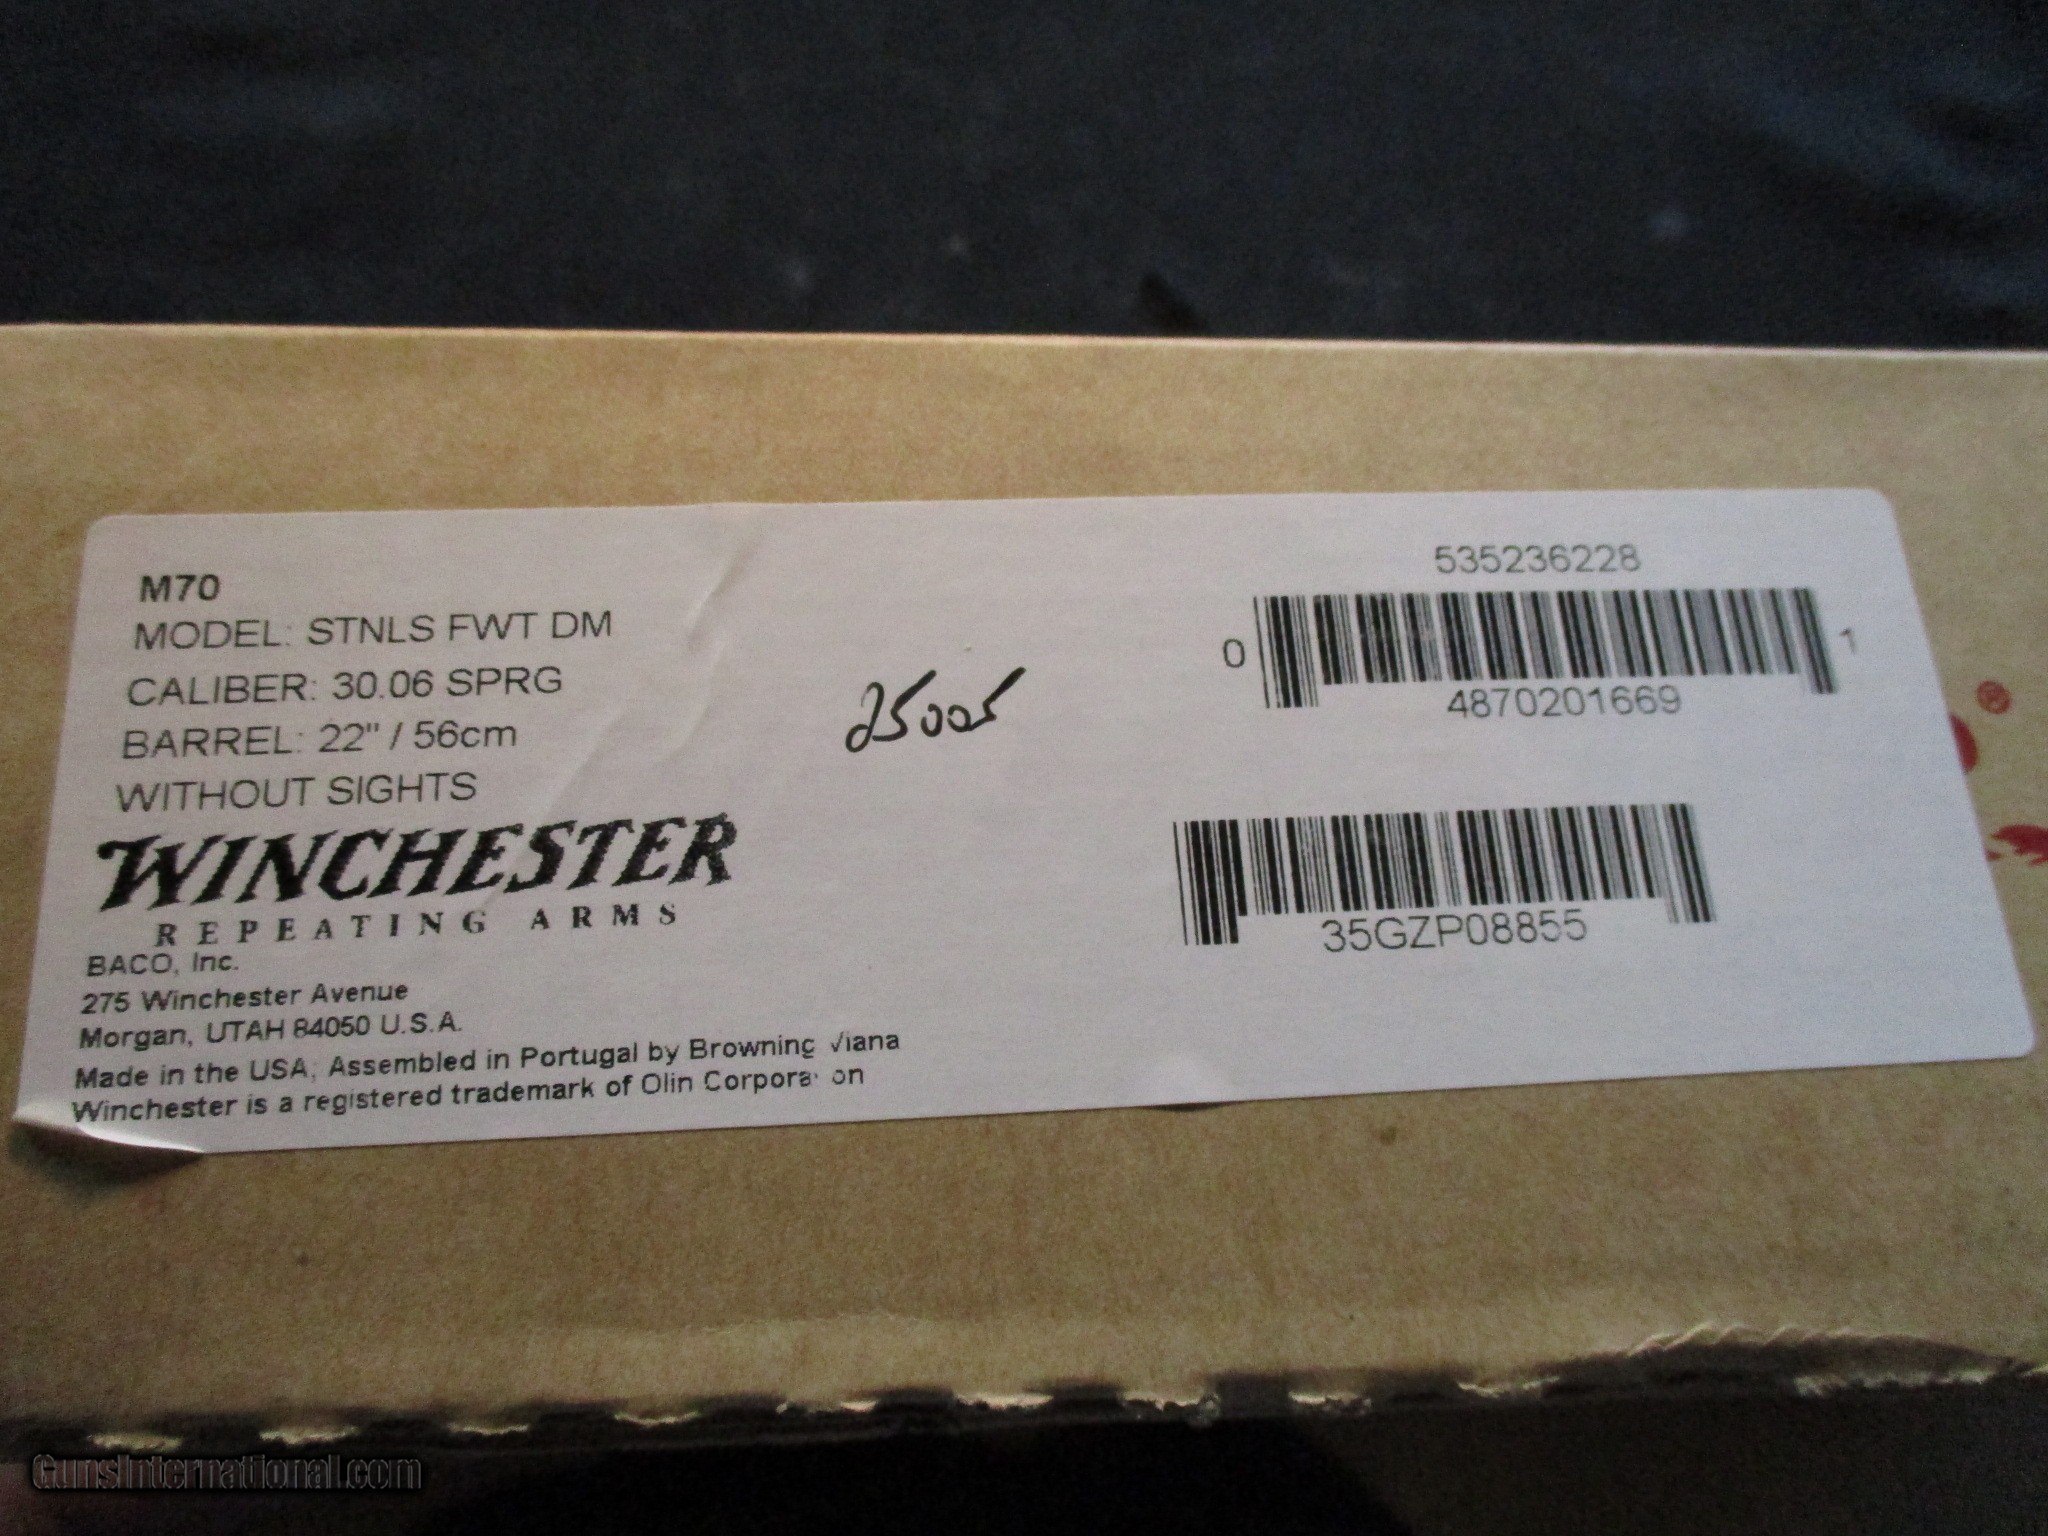 M70
MODEL: STNLS FWT DM
CALIBER: 30.06 SPRG
BARREL: 22" / 56cm
WITHOUT SIGHTS
WINCHESTER
REPEATING ARMS
BACO, Inc.
275 Winchester Avenue
Morgan, UTAH 84050 U.S.A.
Made in the USA, Assembled in Portugal by Browning Viana
Winchester is a registered trademark of Olin Corporation
25005
535236228
0 4870201669 1
35GZP08855
®
GunsInternational.com